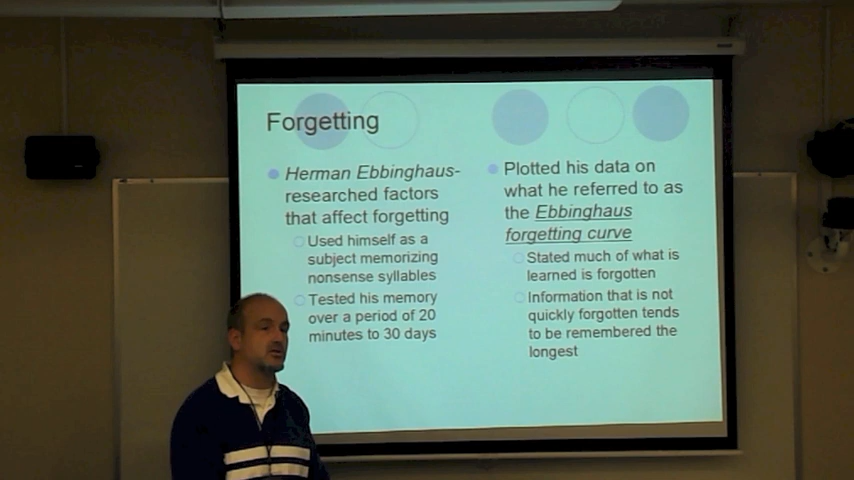 Forgetting
Herman Ebbinghaus-
researched factors
that affect forgetting
Used himself as a
subject memorizing
nonsense syllables
Tested his memory
over a period of 20
minutes to 30 days
Plotted his data on
what he referred to as
the Ebbinghaus
forgetting curve
Stated much of what is
learned is forgotten
Information that is not
quickly forgotten tends
to be remembered the
longest